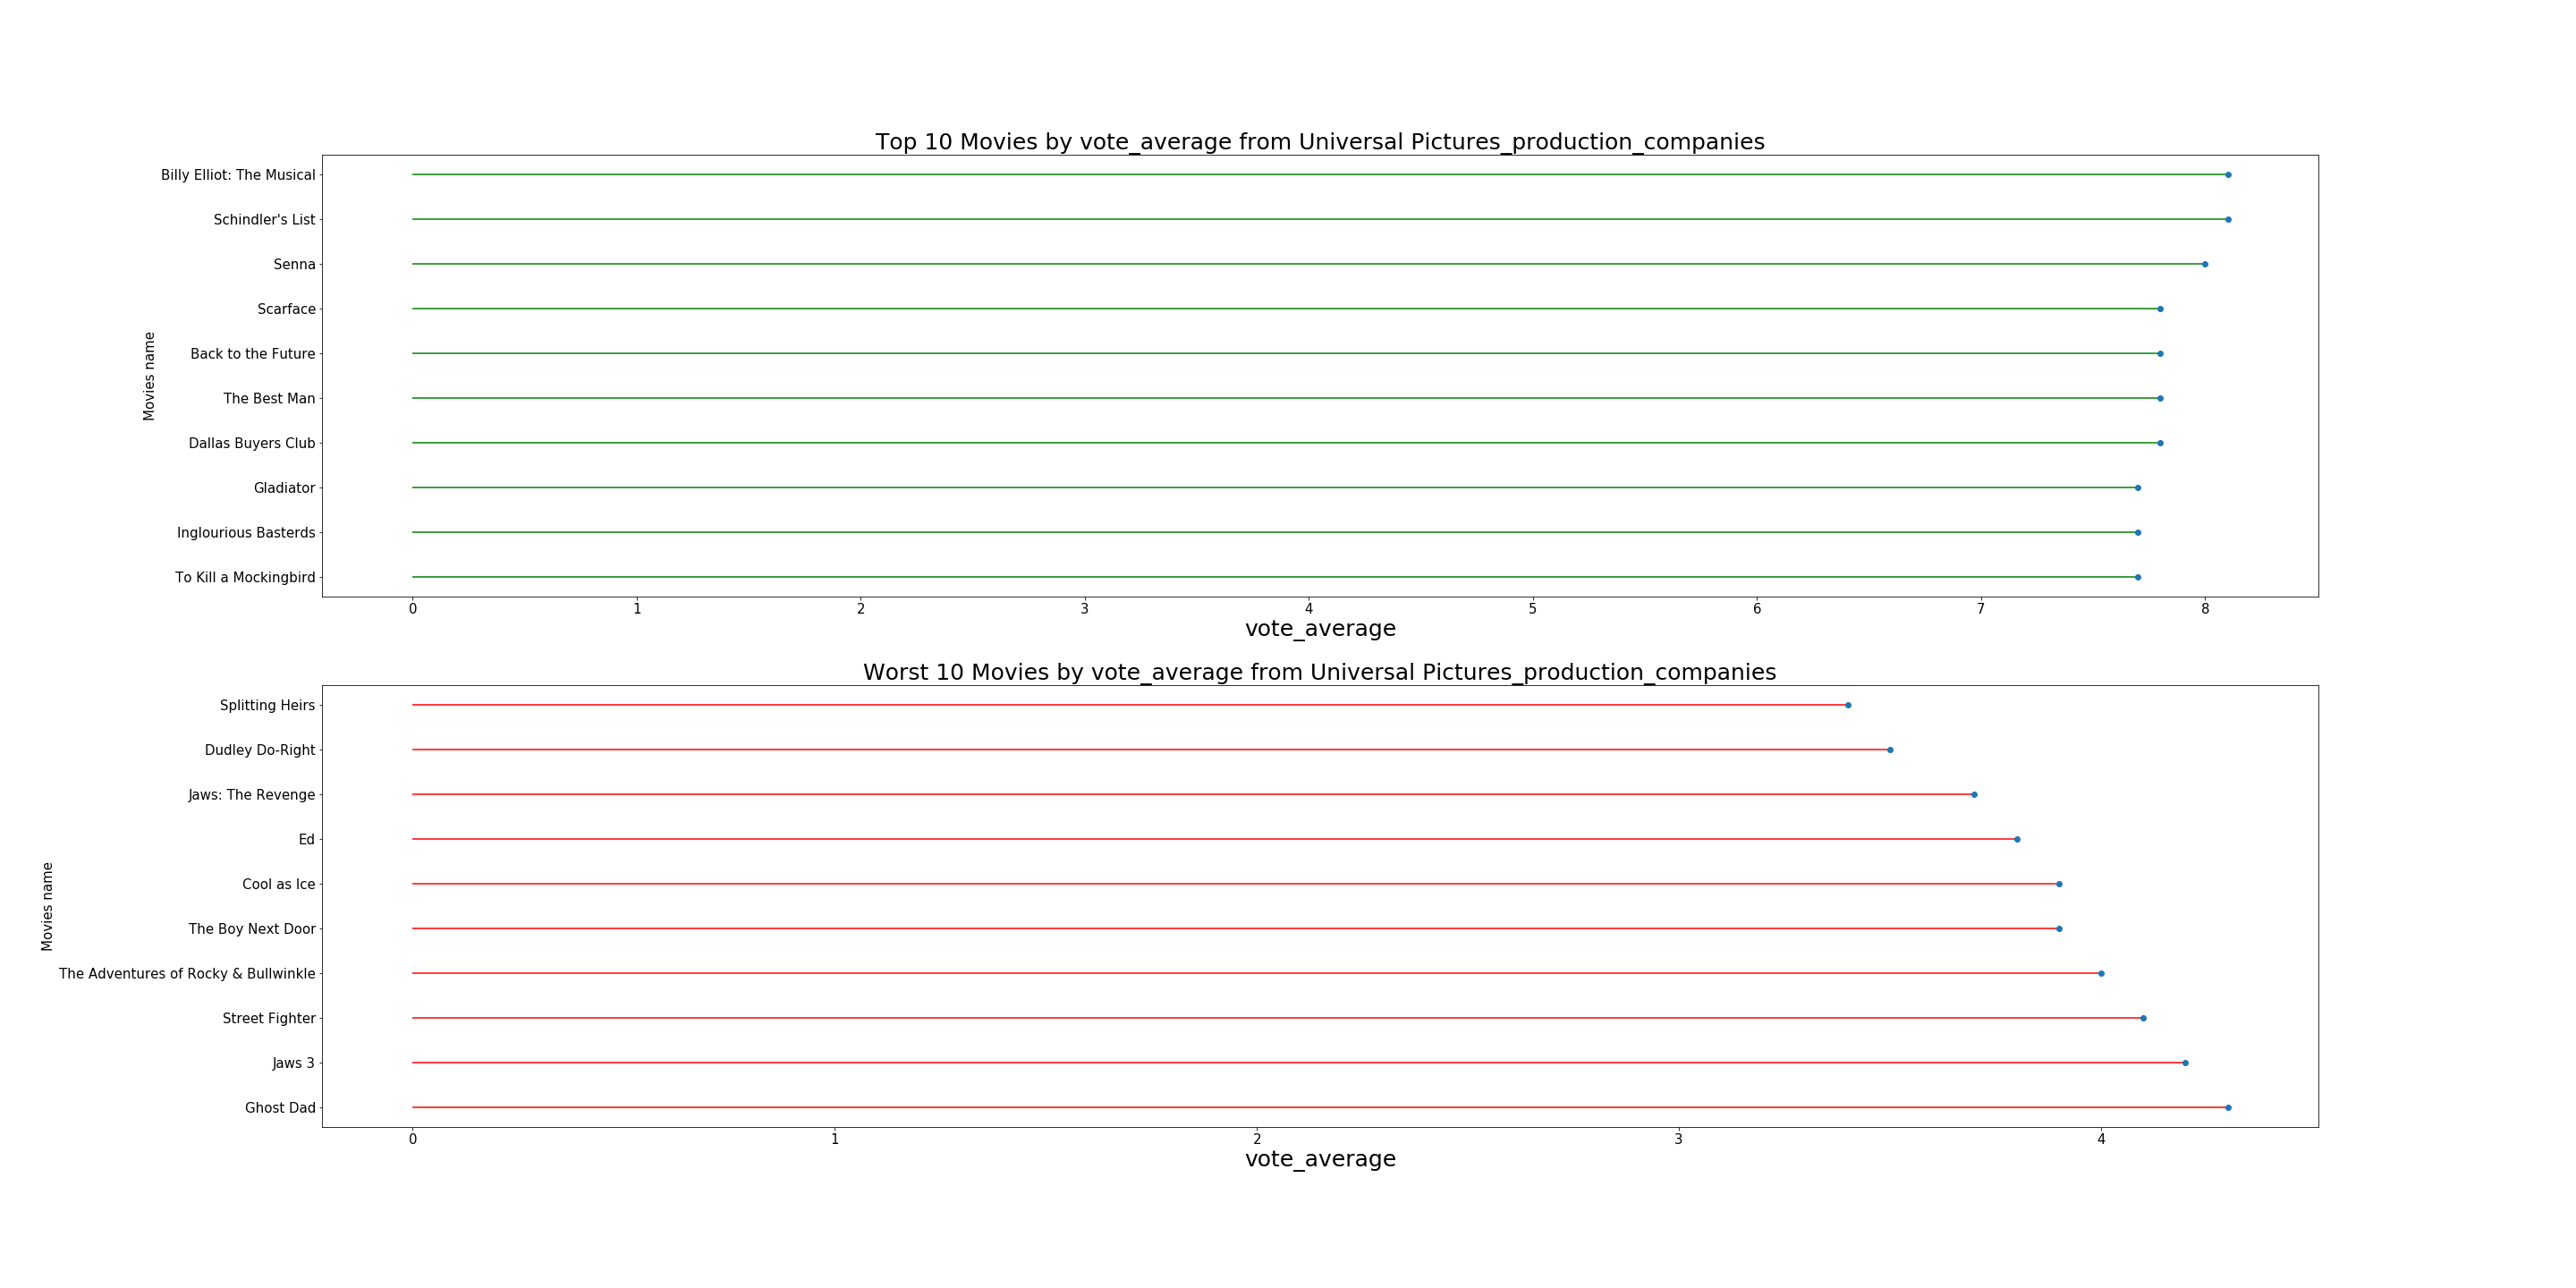 Top 10 Movies by vote_average from Universal Pictures_production_companies
Movies name
Billy Elliot: The Musical
Schindler's List
Senna
Scarface
Back to the Future
The Best Man
Dallas Buyers Club
Gladiator
Inglourious Basterds
To Kill a Mockingbird
0 1 2 3 4 5 6 7 8
vote_average
Worst 10 Movies by vote_average from Universal Pictures_production_companies
Movies name
Splitting Heirs
Dudley Do-Right
Jaws: The Revenge
Ed
Cool as Ice
The Boy Next Door
The Adventures of Rocky & Bullwinkle
Street Fighter
Jaws 3
Ghost Dad
0 1 2 3 4
vote_average